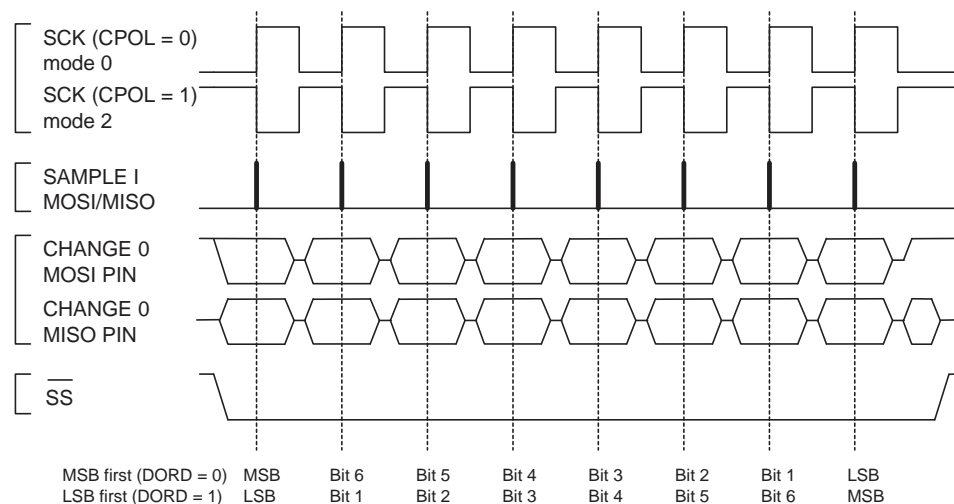 SCK (CPOL = 0)
mode 0
SCK (CPOL = 1)
mode 2
SAMPLE I
MOSI/MISO
CHANGE 0
MOSI PIN
CHANGE 0
MISO PIN
SS
MSB first (DORD = 0) MSB Bit 6 Bit 5 Bit 4 Bit 3 Bit 2 Bit 1 LSB
LSB first (DORD = 1) LSB Bit 1 Bit 2 Bit 3 Bit 4 Bit 5 Bit 6 MSB